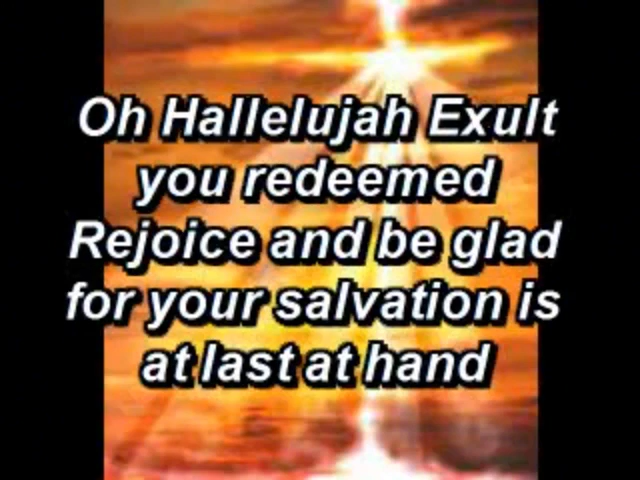 Oh Hallelujah Exult
you redeemed
Rejoice and be glad
for your salvation is
at last at hand